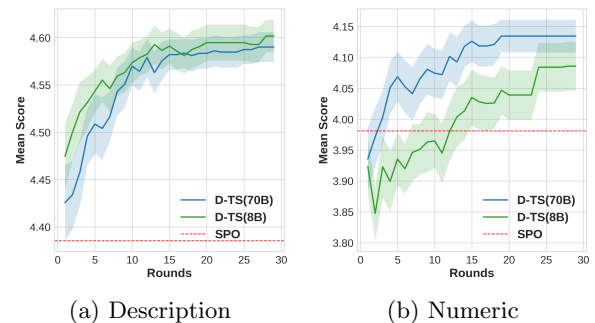 4.60
4.55
4.50
4.45
4.40
Mean Score
D-TS(70B)
D-TS(8B)
SPO
0 5 10 15 20 25 30
Rounds
(a) Description
4.15
4.10
4.05
4.00
3.95
3.90
3.85
3.80
Mean Score
D-TS(70B)
D-TS(8B)
SPO
0 5 10 15 20 25 30
Rounds
(b) Numeric